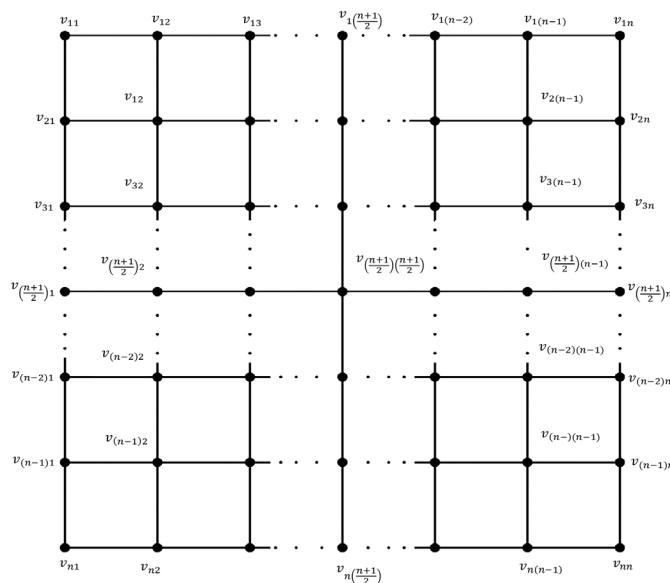 v₁₁ v₁₂ v₁₃ v₁₍ₙ₊₁⁄₂₎ v₁₍ₙ₋₂₎ v₁₍ₙ₋₁₎ v₁ₙ
v₁₂ v₂₍ₙ₋₁₎
v₂₁ v₂ₙ
v₃₂ v₃₍ₙ₋₁₎
v₃₁ v₃ₙ
v₍ₙ₊₁⁄₂₎₂ v₍ₙ₊₁⁄₂₎₍ₙ₊₁⁄₂₎ v₍ₙ₊₁⁄₂₎₍ₙ₋₁₎
v₍ₙ₊₁⁄₂₎₁ v₍ₙ₊₁⁄₂₎ₙ
v₍ₙ₋₂₎₂ v₍ₙ₋₂₎₍ₙ₋₁₎
v₍ₙ₋₂₎₁ v₍ₙ₋₂₎ₙ
v₍ₙ₋₁₎₂ v₍ₙ₋₎₍ₙ₋₁₎
v₍ₙ₋₁₎₁ v₍ₙ₋₁₎ₙ
vₙ₁ vₙ₂ vₙ₍ₙ₊₁⁄₂₎ vₙ₍ₙ₋₁₎ vₙₙ